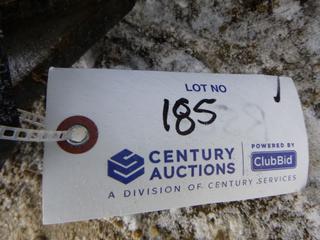 LOT NO
185
CENTURY AUCTIONS
POWERED BY
ClubBid
A DIVISION OF CENTURY SERVICES